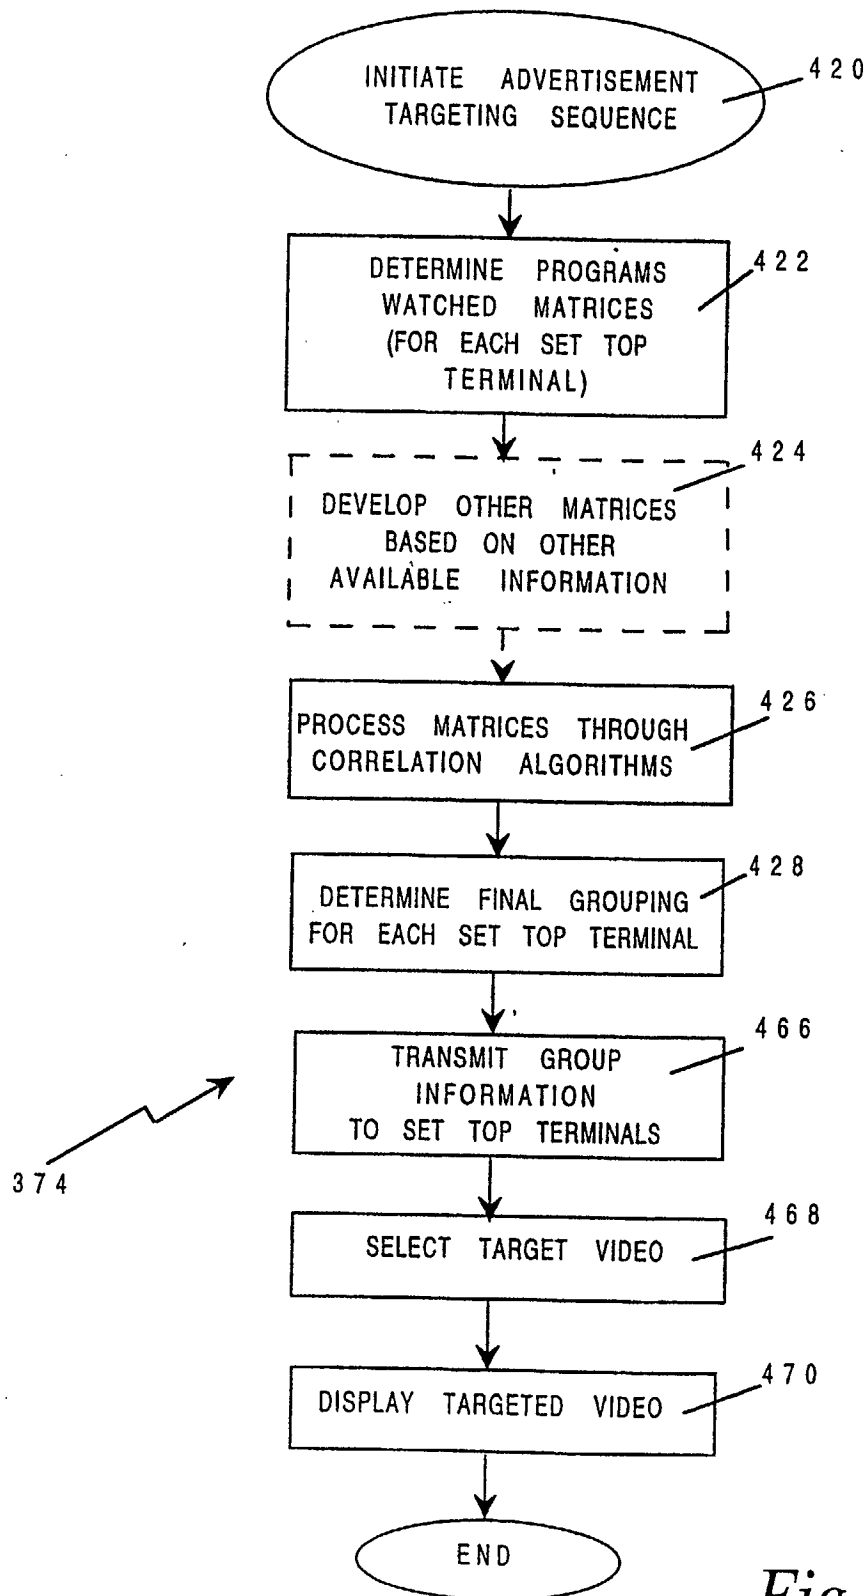 INITIATE ADVERTISEMENT
TARGETING SEQUENCE
420
DETERMINE PROGRAMS
WATCHED MATRICES
(FOR EACH SET TOP
TERMINAL)
422
424
DEVELOP OTHER MATRICES
BASED ON OTHER
AVAILABLE INFORMATION
426
PROCESS MATRICES THROUGH
CORRELATION ALGORITHMS
428
DETERMINE FINAL GROUPING
FOR EACH SET TOP TERMINAL
466
TRANSMIT GROUP
INFORMATION
TO SET TOP TERMINALS
374
468
SELECT TARGET VIDEO
470
DISPLAY TARGETED VIDEO
END
Fig